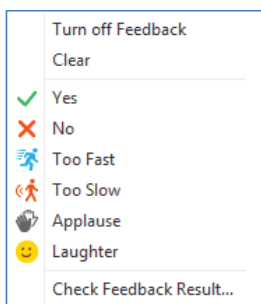 Turn off Feedback
Clear
Yes
No
Too Fast
Too Slow
Applause
Laughter
Check Feedback Result...